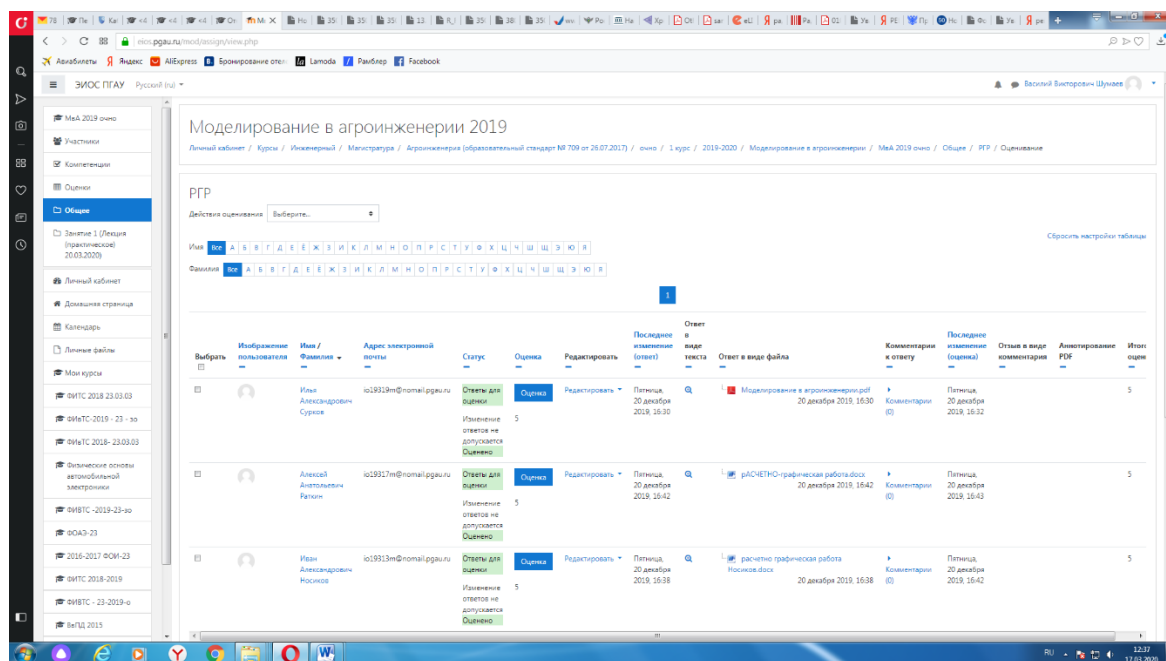 eios.pgau.ru/mod/assign/view.php
Авиабилеты Яндекс AliExpress Бронирование отел Lamoda Рамблер Facebook
ЭИОС ПГАУ Русский (ru)
Василий Викторович Шумаев
МвА 2019 очно
Участники
Компетенции
Оценки
Общее
Занятие 1 (Лекция
(практическое)
20.03.2020)
Личный кабинет
Домашняя страница
Календарь
Личные файлы
Мои курсы
ФИТС 2018 23.03.03
ФИвТС-2019 - 23 - зо
ФИвТС 2018- 23.03.03
Физические основы
автомобильной
электроники
ФИВТС -2019-23-зо
ФОАЭ-23
2016-2017 ФОИ-23
ФИТС 2018-2019
ФИВТС - 23-2019-о
ВеПД 2015
Моделирование в агроинженерии 2019
Личный кабинет / Курсы / Инженерный / Магистратура / Агроинженерия (образовательный стандарт № 709 от 26.07.2017) / очно / 1 курс / 2019-2020 / Моделирование в агроинженерии / МвА 2019 очно / Общее / РГР / Оценивание
РГР
Действия оценивания Выберите...
Сбросить настройки таблицы
Имя Все А Б В Г Д Е Ё Ж З И К Л М Н О П Р С Т У Ф Х Ц Ч Ш Щ Э Ю Я
Фамилия Все А Б В Г Д Е Ё Ж З И К Л М Н О П Р С Т У Ф Х Ц Ч Ш Щ Э Ю Я
1
Выбрать
Изображение
пользователя
Имя /
Фамилия
Адрес электронной
почты
Статус
Оценка
Редактировать
Последнее
изменение
(ответ)
Ответ
в
виде
текста
Ответ в виде файла
Комментарии
к ответу
Последнее
изменение
(оценка)
Отзыв в виде
комментария
Аннотирование
PDF
Итого
оцен
Илья
Александрович
Сурков
io19319m@nomail.pgau.ru
Ответы для
оценки
Изменение
ответов не
допускается
Оценено
Оценка
5
Редактировать
Пятница,
20 декабря
2019, 16:30
Моделирование в агроинженерии.pdf
20 декабря 2019, 16:30
Комментарии
(0)
Пятница,
20 декабря
2019, 16:32
5
Алексей
Анатольевич
Раткин
io19317m@nomail.pgau.ru
Ответы для
оценки
Изменение
ответов не
допускается
Оценено
Оценка
5
Редактировать
Пятница,
20 декабря
2019, 16:42
рАСЧЕТНО-графическая работа.docx
20 декабря 2019, 16:42
Комментарии
(0)
Пятница,
20 декабря
2019, 16:43
5
Иван
Александрович
Носиков
io19313m@nomail.pgau.ru
Ответы для
оценки
Изменение
ответов не
допускается
Оценено
Оценка
5
Редактировать
Пятница,
20 декабря
2019, 16:38
расчетно графическая работа
Носиков.docx
20 декабря 2019, 16:38
Комментарии
(0)
Пятница,
20 декабря
2019, 16:42
5
RU
12:37
17.03.2020